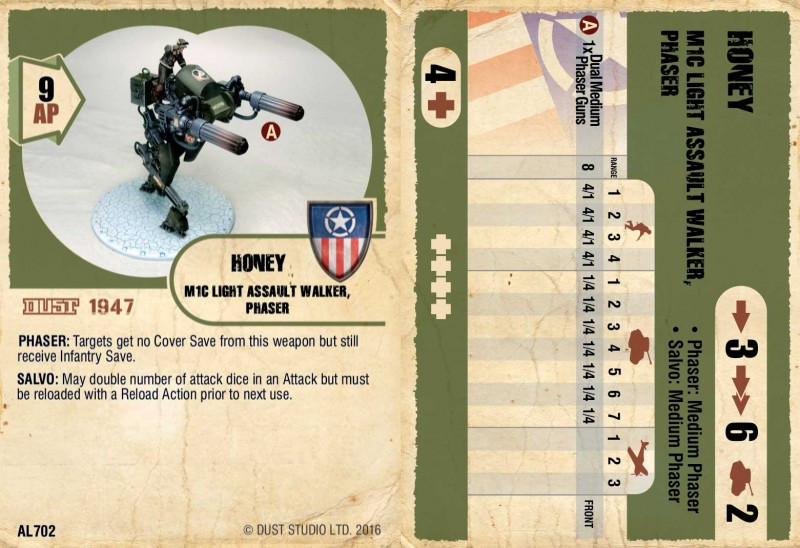 9
AP
A
HONEY
M1C LIGHT ASSAULT WALKER,
PHASER
DUST 1947
PHASER: Targets get no Cover Save from this weapon but still
receive Infantry Save.
SALVO: May double number of attack dice in an Attack but must
be reloaded with a Reload Action prior to next use.
AL702
© DUST STUDIO LTD. 2016
HONEY
M1C LIGHT ASSAULT WALKER,
PHASER
3 6 2
• Phaser: Medium Phaser
• Salvo: Medium Phaser
RANGE 1 2 3 4 1 2 3 4 5 6 7 1 2 3
A 1x Dual Medium
Phaser Guns
8 4/1 4/1 4/1 4/1 1/4 1/4 1/4 1/4 1/4 1/4 1/4 FRONT
4